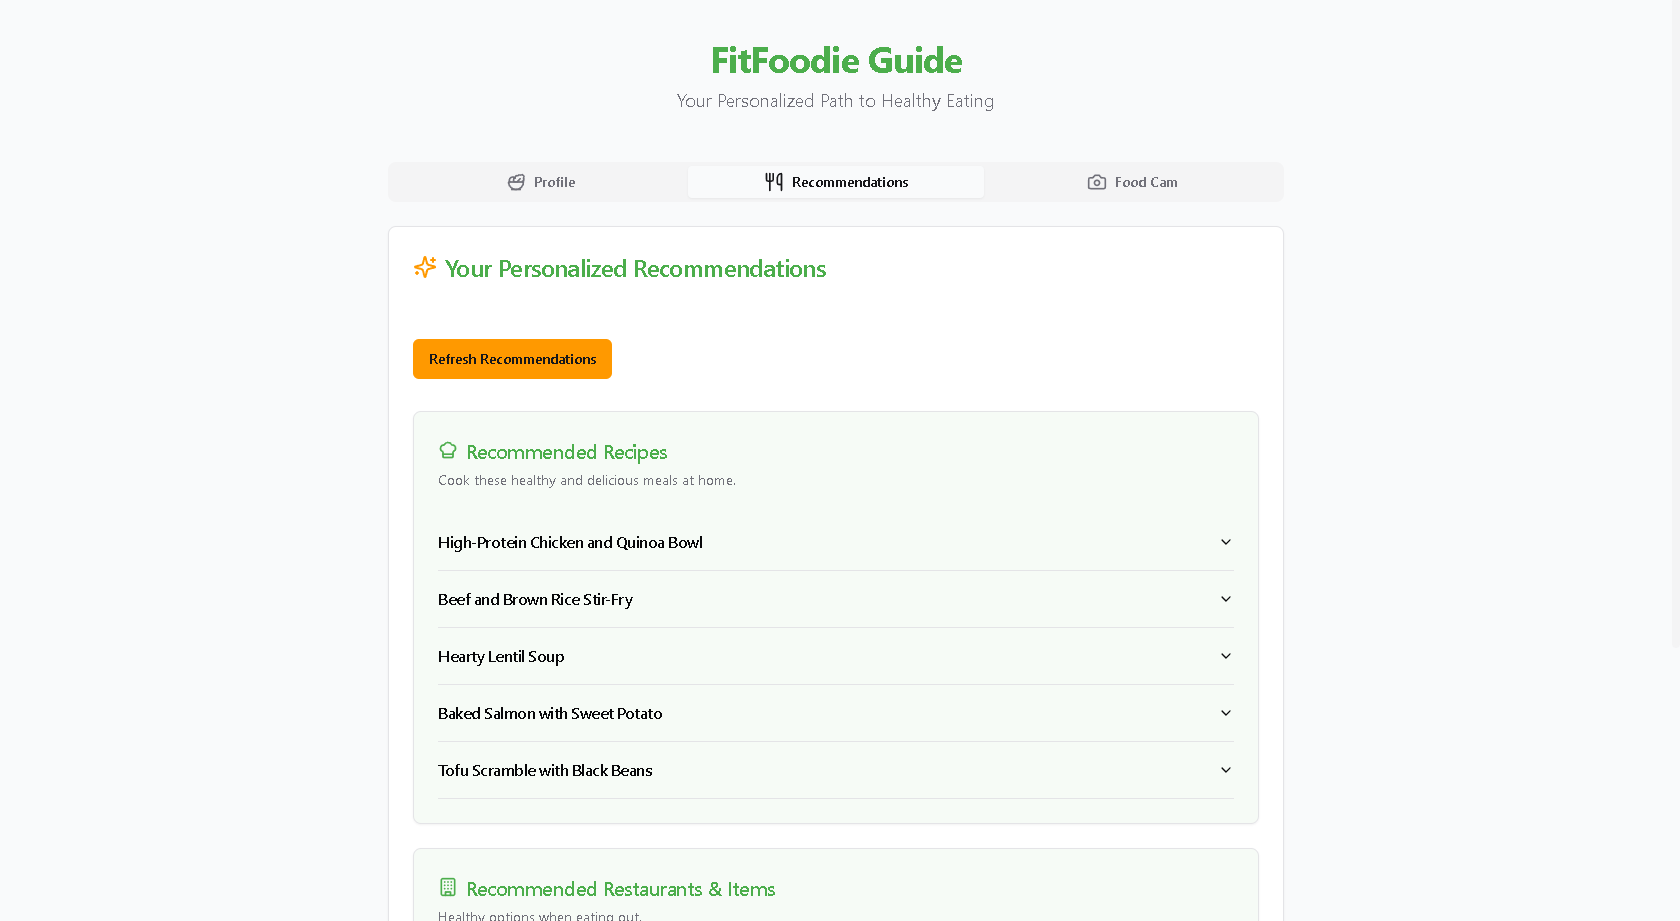 FitFoodie Guide
Your Personalized Path to Healthy Eating
Profile
Recommendations
Food Cam
Your Personalized Recommendations
Refresh Recommendations
Recommended Recipes
Cook these healthy and delicious meals at home.
High-Protein Chicken and Quinoa Bowl
Beef and Brown Rice Stir-Fry
Hearty Lentil Soup
Baked Salmon with Sweet Potato
Tofu Scramble with Black Beans
Recommended Restaurants & Items
Healthy options when eating out.